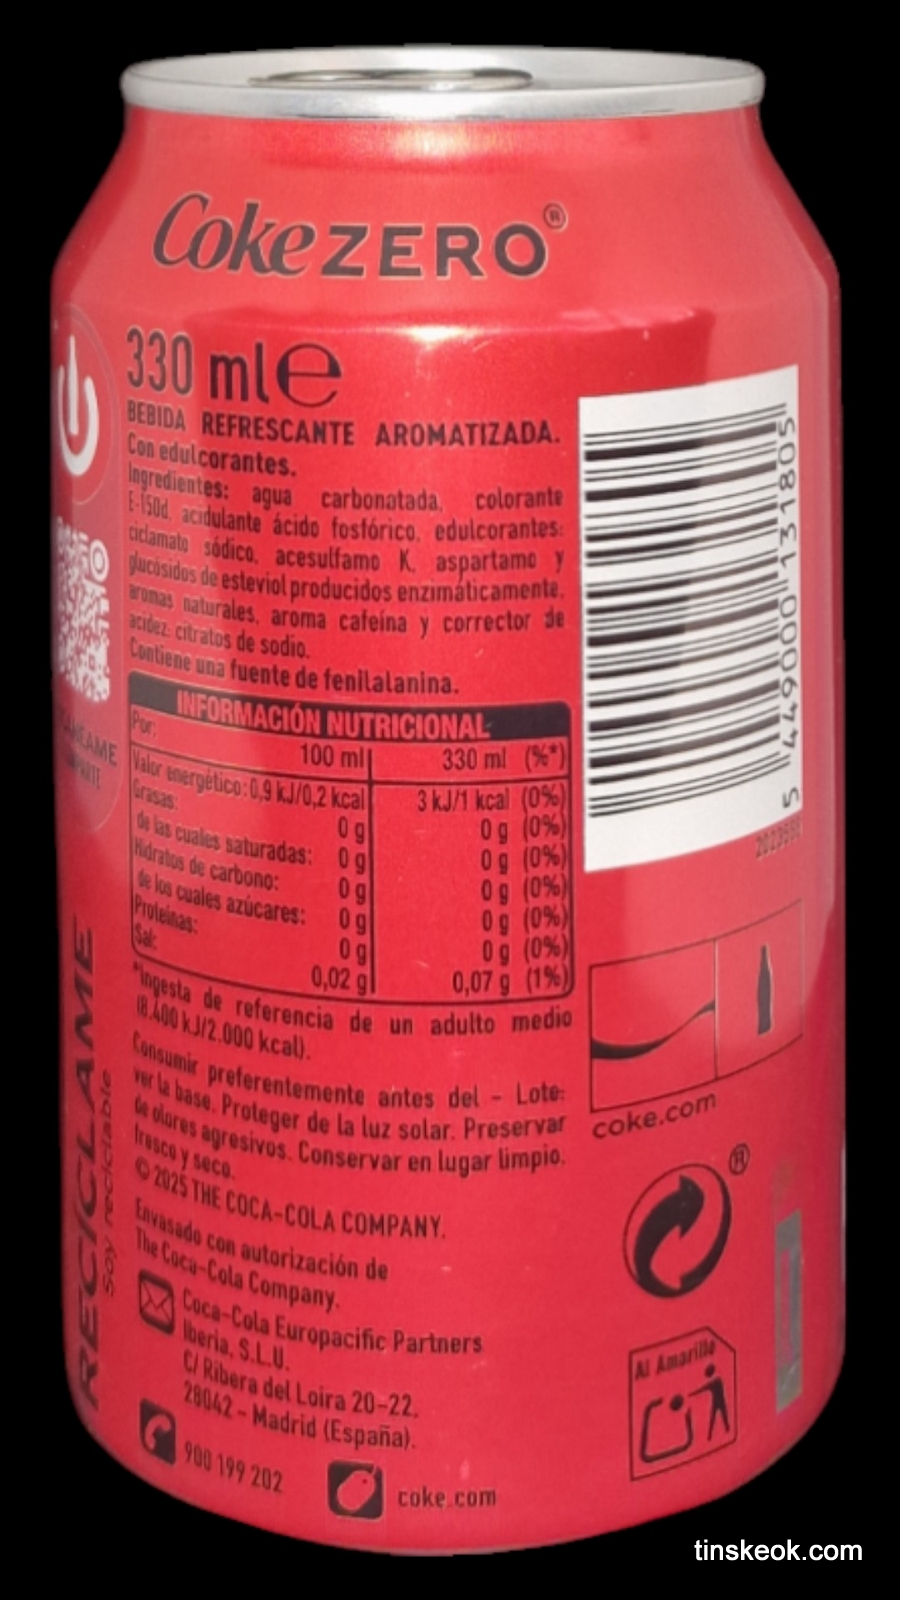 Coke ZERO®
330 ml ℮
BEBIDA REFRESCANTE AROMATIZADA.
Con edulcorantes.
Ingredientes: agua carbonatada, colorante
E-150d, acidulante ácido fosfórico, edulcorantes:
ciclamato sódico, acesulfamo K, aspartamo y
glucósidos de esteviol producidos enzimáticamente,
aromas naturales, aroma cafeína y corrector de
acidez: citratos de sodio.
Contiene una fuente de fenilalanina.
INFORMACIÓN NUTRICIONAL
Por: 100 ml 330 ml (%*)
Valor energético: 0,9 kJ/0,2 kcal 3 kJ/1 kcal (0%)
Grasas: 0 g 0 g (0%)
de las cuales saturadas: 0 g 0 g (0%)
Hidratos de carbono: 0 g 0 g (0%)
de los cuales azúcares: 0 g 0 g (0%)
Proteínas: 0 g 0 g (0%)
Sal: 0,02 g 0,07 g (1%)
*Ingesta de referencia de un adulto medio
(8.400 kJ/2.000 kcal).
Consumir preferentemente antes del - Lote:
ver la base. Proteger de la luz solar. Preservar
de olores agresivos. Conservar en lugar limpio,
fresco y seco.
© 2025 THE COCA-COLA COMPANY.
Envasado con autorización de
The Coca-Cola Company.
Coca-Cola Europacific Partners
Iberia, S.L.U.
C/ Ribera del Loira 20-22,
28042 - Madrid (España).
900 199 202
coke.com
RECICLAME
Soy reciclable
5 449000 131805
coke.com
®
Al Amarillo
tinskeok.com